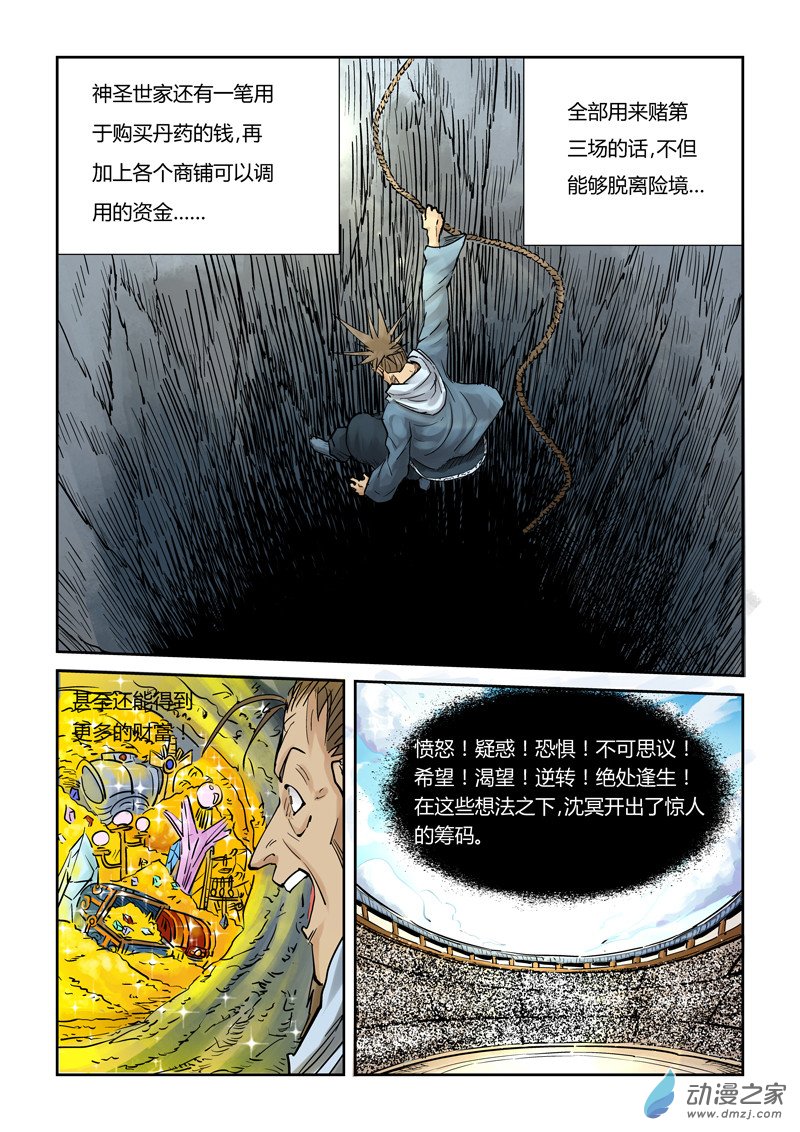 神圣世家还有一笔用
于购买丹药的钱,再
加上各个商铺可以调
用的资金……
全部用来赌第
三场的话,不但
能够脱离险境...
甚至还能得到
更多的财富！
愤怒！疑惑！恐惧！不可思议！
希望！渴望！逆转！绝处逢生！
在这些想法之下,沈冥开出了惊人
的筹码。
动漫之家
www.dmzj.com